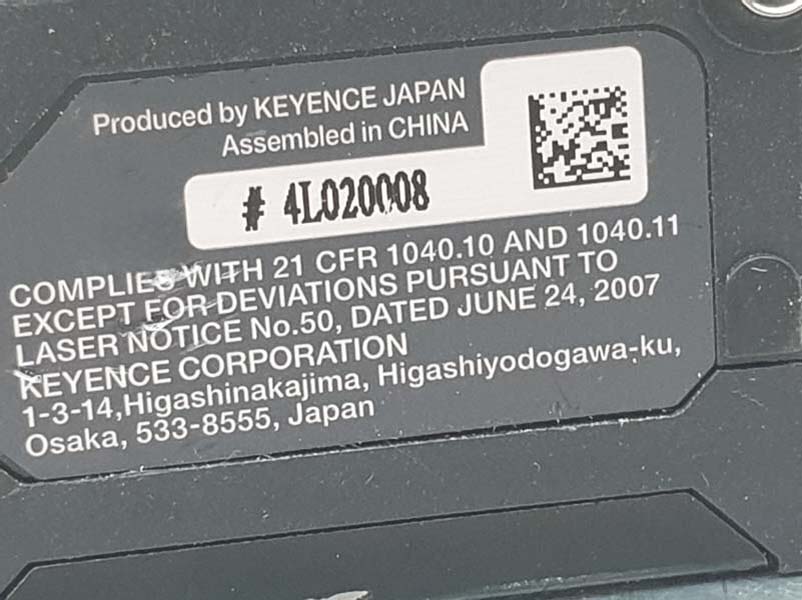 Produced by KEYENCE JAPAN
Assembled in CHINA
# 4L020008
COMPLIES WITH 21 CFR 1040.10 AND 1040.11
EXCEPT FOR DEVIATIONS PURSUANT TO
LASER NOTICE No.50, DATED JUNE 24, 2007
KEYENCE CORPORATION
1-3-14,Higashinakajima, Higashiyodogawa-ku,
Osaka, 533-8555, Japan